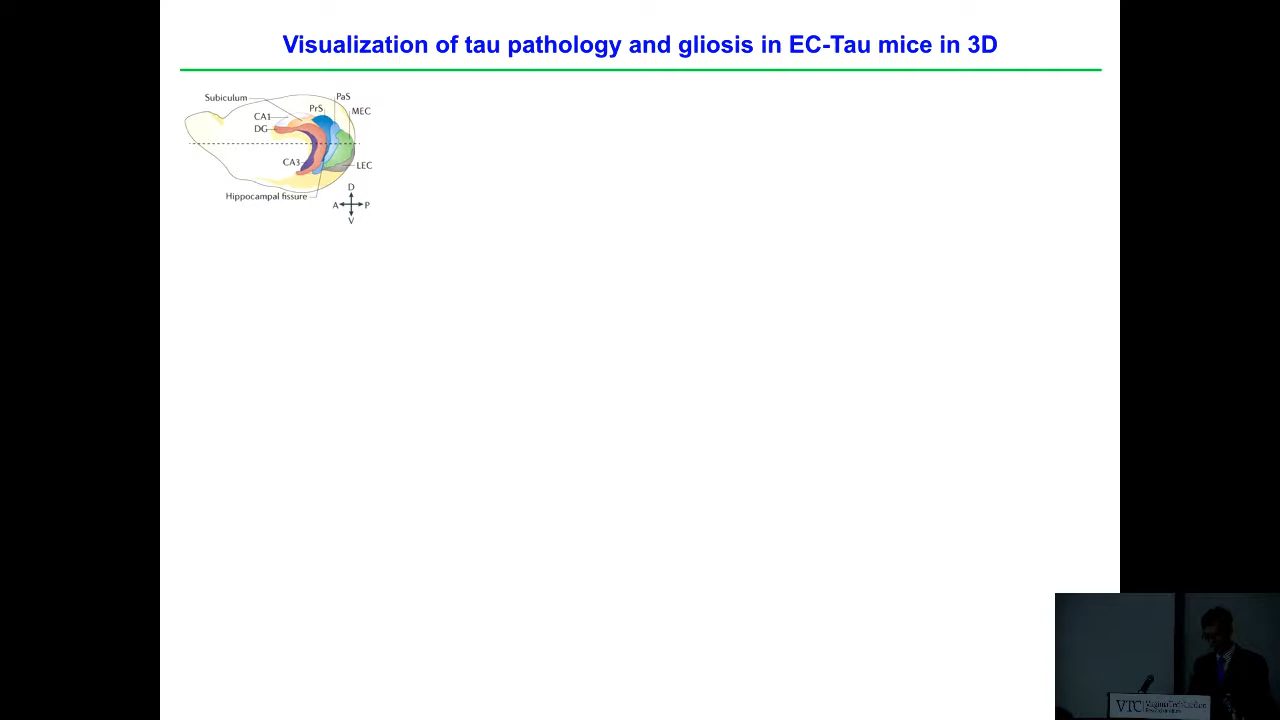 Visualization of tau pathology and gliosis in EC-Tau mice in 3D
Subiculum
PaS
PrS
MEC
CA1
DG
CA3
LEC
Hippocampal fissure
D
A
P
V
VTC